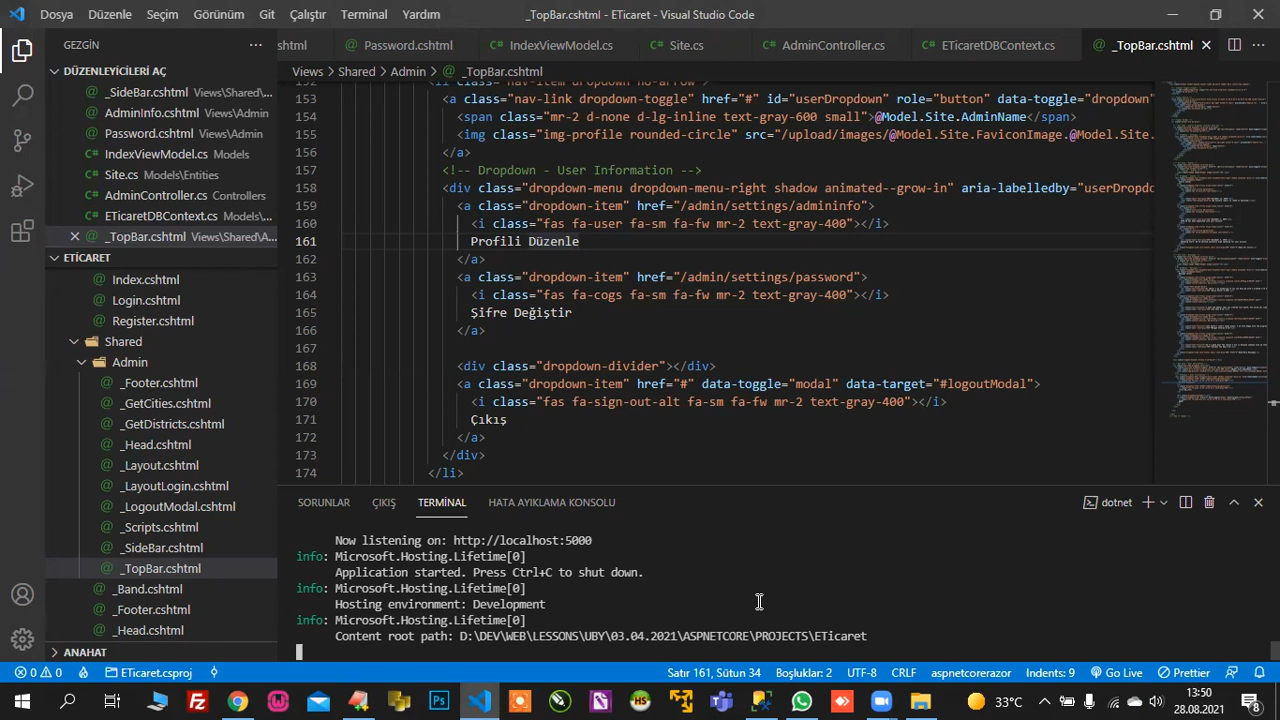 Dosya Düzenle Seçim Görünüm Git Çalıştır Terminal Yardım _TopBar.cshtml - ETicaret - Visual Studio Code
GEZGİN
shtml Password.cshtml IndexViewModel.cs Site.cs AdminController.cs ETicaretDBContext.cs _TopBar.cshtml
DÜZENLEYİCİLERİ AÇ
_SideBar.cshtml Views\Shared\...
AdminInfo.cshtml Views\Admin
Password.cshtml Views\Admin
IndexViewModel.cs Models
Site.cs Models\Entities
AdminController.cs Controllers
ETicaretDBContext.cs Models\...
_TopBar.cshtml Views\Shared\A...
ETICARET
Index.cshtml
Login.cshtml
Register.cshtml
Shared
Admin
_Footer.cshtml
_GetCities.cshtml
_GetDistricts.cshtml
_Head.cshtml
_Layout.cshtml
_LayoutLogin.cshtml
_LogoutModal.cshtml
_Scripts.cshtml
_SideBar.cshtml
_TopBar.cshtml
_Band.cshtml
_Footer.cshtml
_Head.cshtml
ANAHAT
Views > Shared > Admin > _TopBar.cshtml
152 <li class="nav-item dropdown no-arrow">
153 <a class="nav-link dropdown-toggle" href="#" id="userDropdown" role="button" data-toggle="dropdown"
154 <span class="mr-2 d-none d-lg-inline text-gray-600 small">@Model.Site.AdminName</span>
155 <img class="img-profile rounded-circle" src="/upload/images/@Model.Site.FaviconImage.@Model.Site.
156 </a>
157 <!-- Dropdown - User Information -->
158 <div class="dropdown-menu dropdown-menu-right shadow animated--grow-in" aria-labelledby="userDropdo
159 <a class="dropdown-item" href="/admin/setting/admininfo">
160 <i class="fas fa-user fa-sm fa-fw mr-2 text-gray-400"></i>
161 Profili Düzenle
162 </a>
163 <a class="dropdown-item" href="/admin/setting/password">
164 <i class="fas fa-cogs fa-sm fa-fw mr-2 text-gray-400"></i>
165 Şifre Değiştir
166 </a>
167
168 <div class="dropdown-divider"></div>
169 <a class="dropdown-item" href="#" data-toggle="modal" data-target="#logoutModal">
170 <i class="fas fa-sign-out-alt fa-sm fa-fw mr-2 text-gray-400"></i>
171 Çıkış
172 </a>
173 </div>
174 </li>
SORUNLAR ÇIKIŞ TERMİNAL HATA AYIKLAMA KONSOLU dotnet
Now listening on: http://localhost:5000
info: Microsoft.Hosting.Lifetime[0]
Application started. Press Ctrl+C to shut down.
info: Microsoft.Hosting.Lifetime[0]
Hosting environment: Development
info: Microsoft.Hosting.Lifetime[0]
Content root path: D:\DEV\WEB\LESSONS\UBY\03.04.2021\ASPNETCORE\PROJECTS\ETicaret
0 0 ETicaret.csproj Satır 161, Sütun 34 Boşluklar: 2 UTF-8 CRLF aspnetcorerazor Indents: 9 Go Live Prettier
33°C 13:50
28.08.2021 8